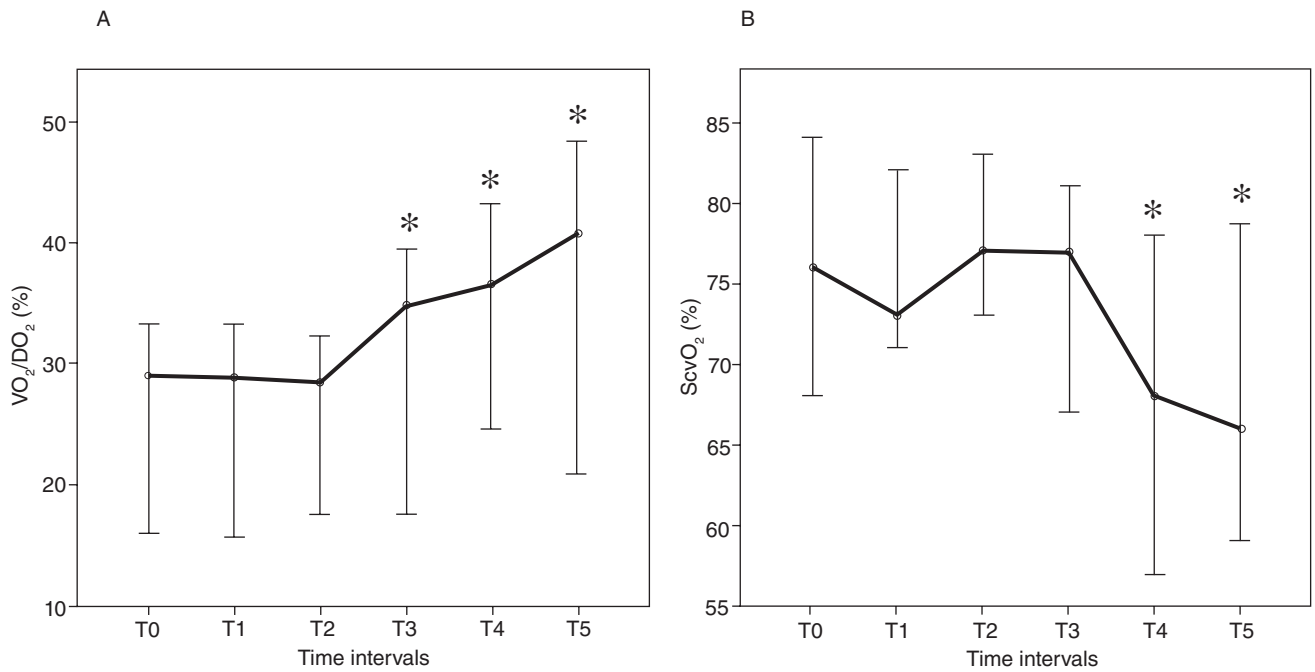 A
VO₂/DO₂ (%)
50
40
30
20
10
*
*
*
T0 T1 T2 T3 T4 T5
Time intervals
B
ScvO₂ (%)
85
80
75
70
65
60
55
*
*
T0 T1 T2 T3 T4 T5
Time intervals